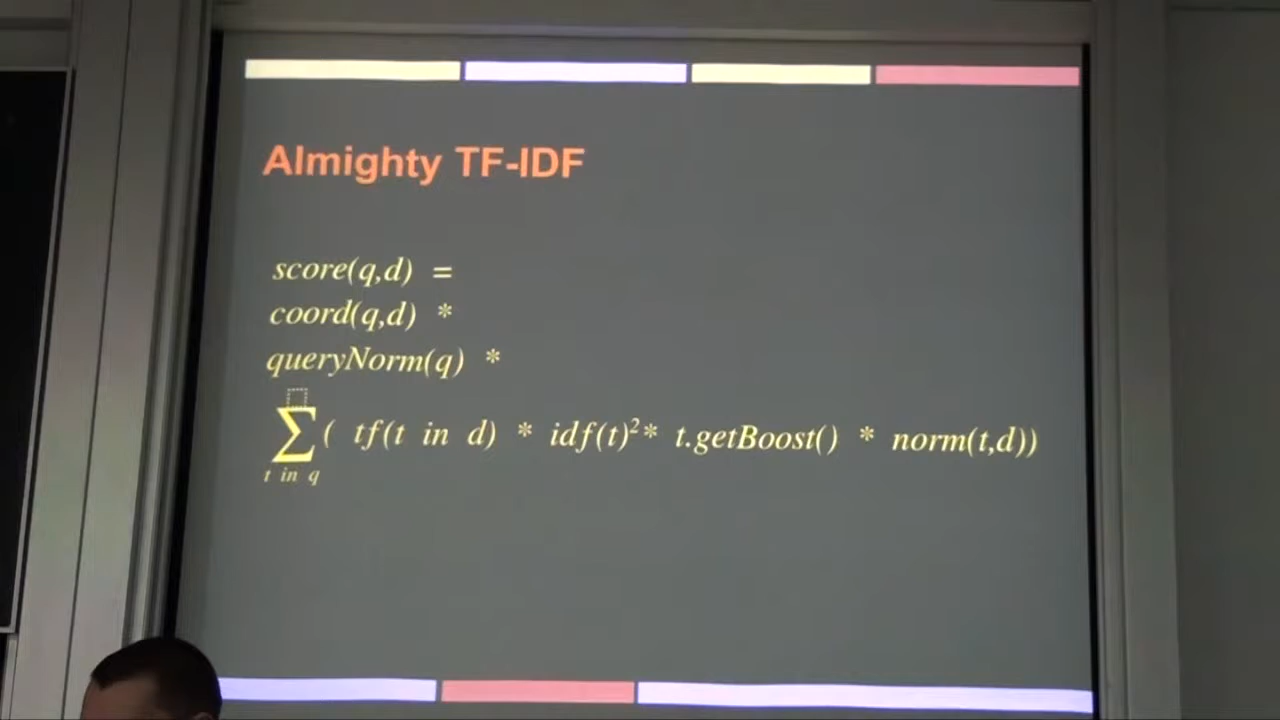 Almighty TF-IDF
score(q,d) =
coord(q,d) *
queryNorm(q) *
∑( tf(t in d) * idf(t)² * t.getBoost() * norm(t,d))
t in q